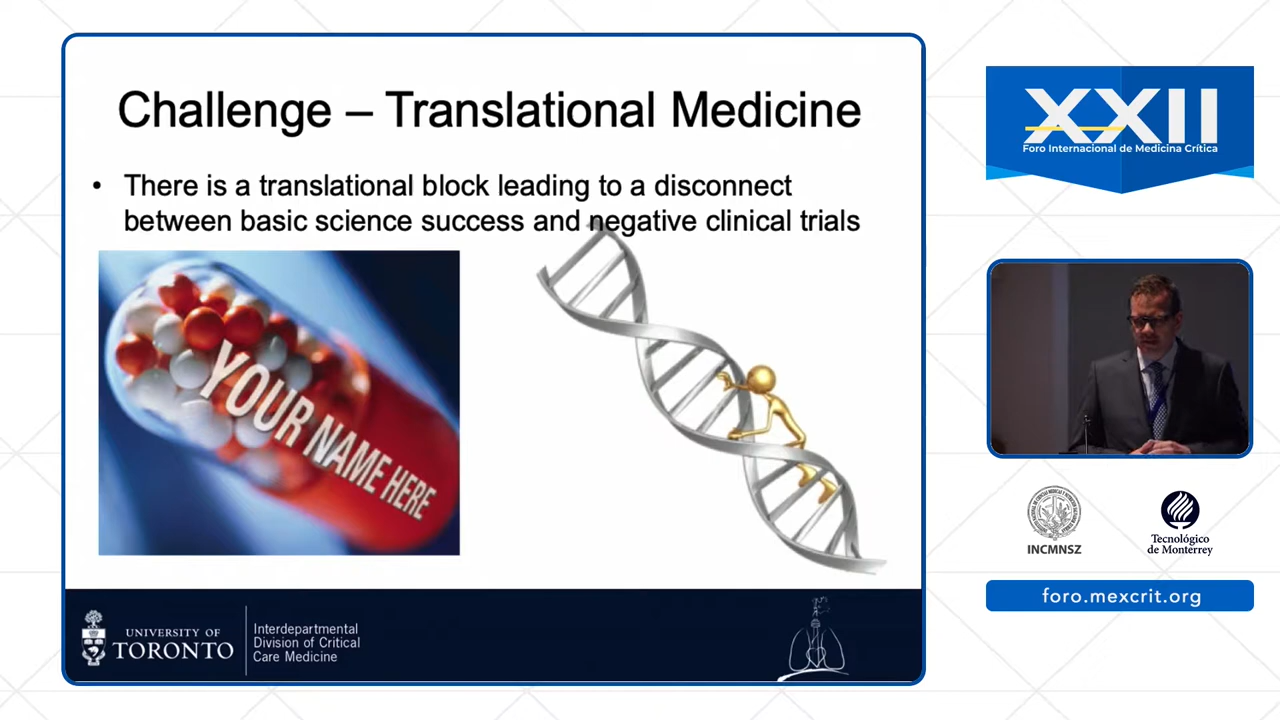 Challenge – Translational Medicine
• There is a translational block leading to a disconnect
between basic science success and negative clinical trials
YOUR NAME HERE
UNIVERSITY OF
TORONTO
Interdepartmental
Division of Critical
Care Medicine
XXII
Foro Internacional de Medicina Crítica
INCMNSZ
Tecnológico
de Monterrey
foro.mexcrit.org